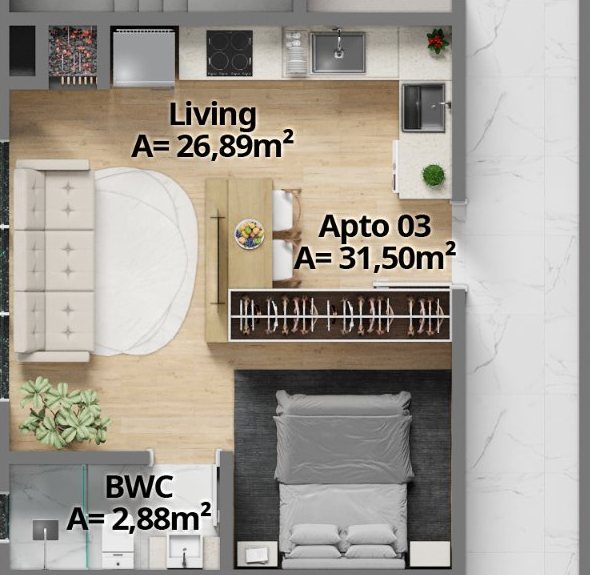 Living
A= 26,89m²
Apto 03
A= 31,50m²
BWC
A= 2,88m²